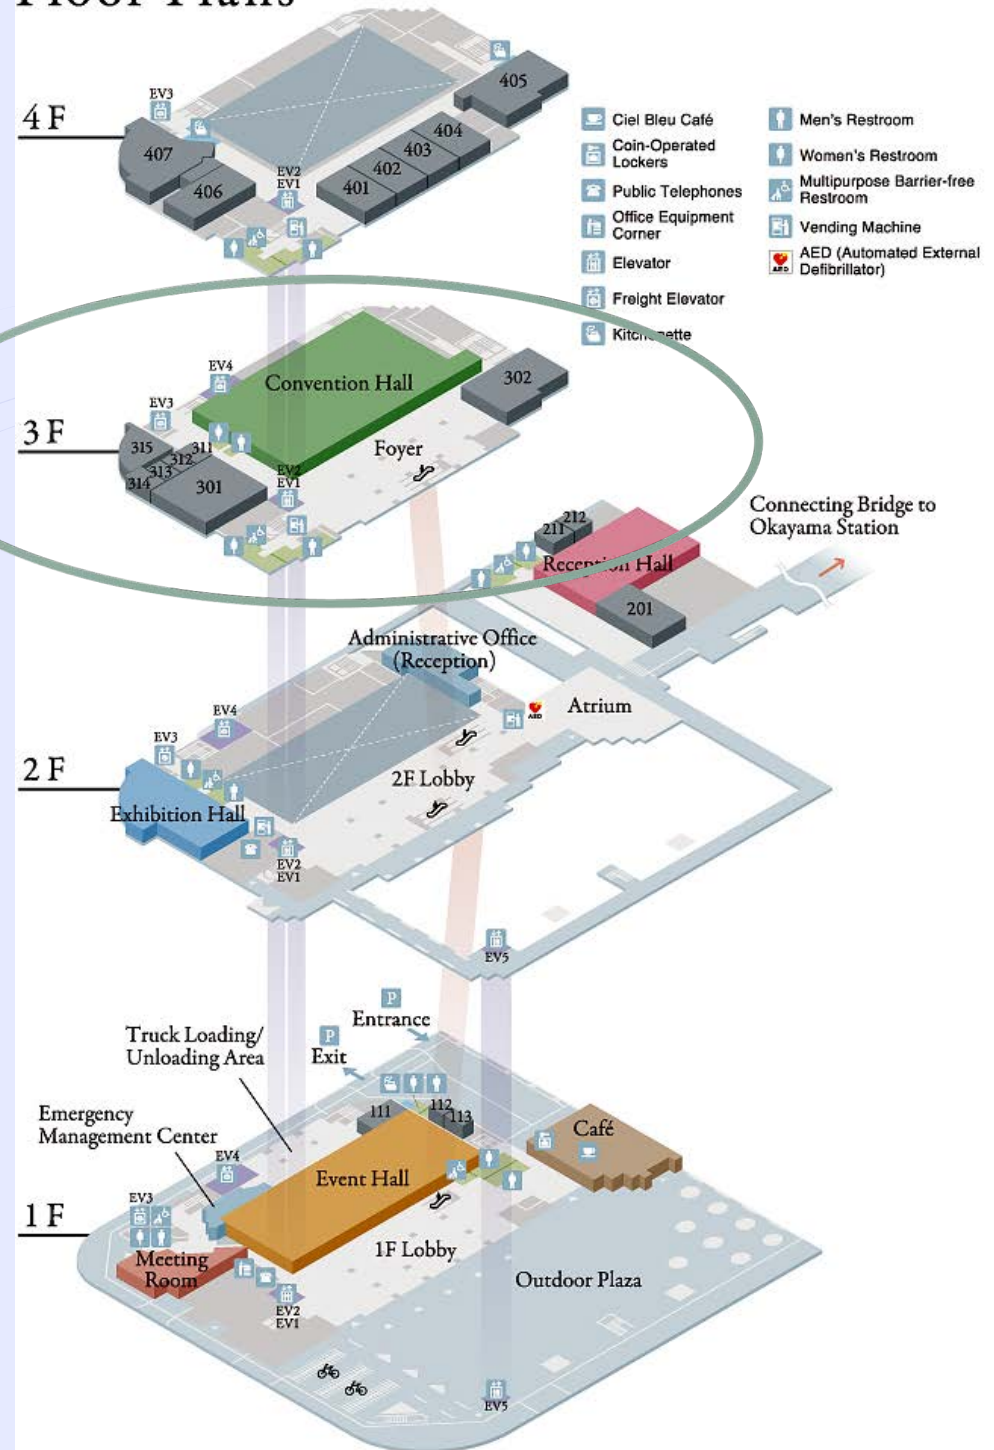 Floor Plans
4 F
EV3
407
406
EV2
EV1
401
402
403
404
405
Ciel Bleu Café
Coin-Operated
Lockers
Public Telephones
Office Equipment
Corner
Elevator
Freight Elevator
Kitchenette
Men's Restroom
Women's Restroom
Multipurpose Barrier-free
Restroom
Vending Machine
AED
AED (Automated External
Defibrillator)
3 F
EV4
EV3
Convention Hall
302
Foyer
315
314
313
312
311
301
EV2
EV1
Connecting Bridge to
Okayama Station
211
212
Reception Hall
201
2 F
Administrative Office
(Reception)
AED
Atrium
EV4
EV3
2F Lobby
Exhibition Hall
EV2
EV1
EV5
1 F
P
Entrance
P
Exit
Truck Loading/
Unloading Area
Emergency
Management Center
111
112
113
Café
EV4
Event Hall
EV3
1F Lobby
Meeting
Room
Outdoor Plaza
EV2
EV1
EV5